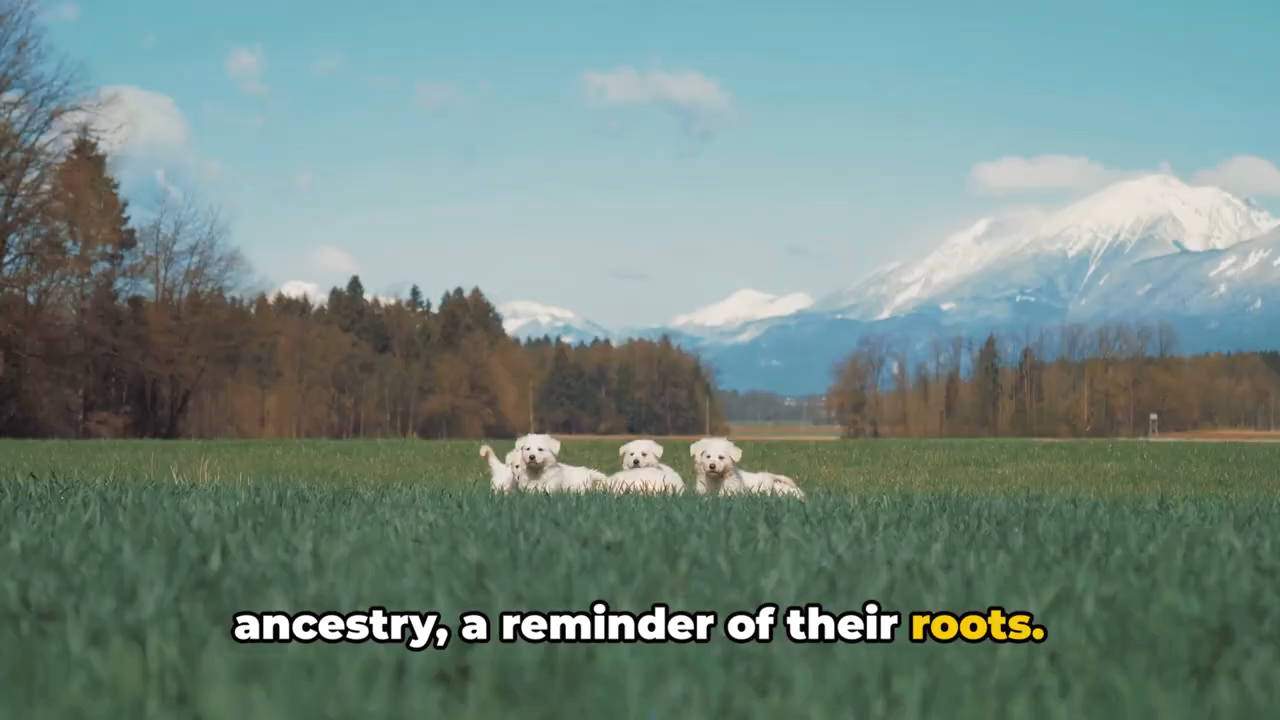 ancestry, a reminder of their roots.